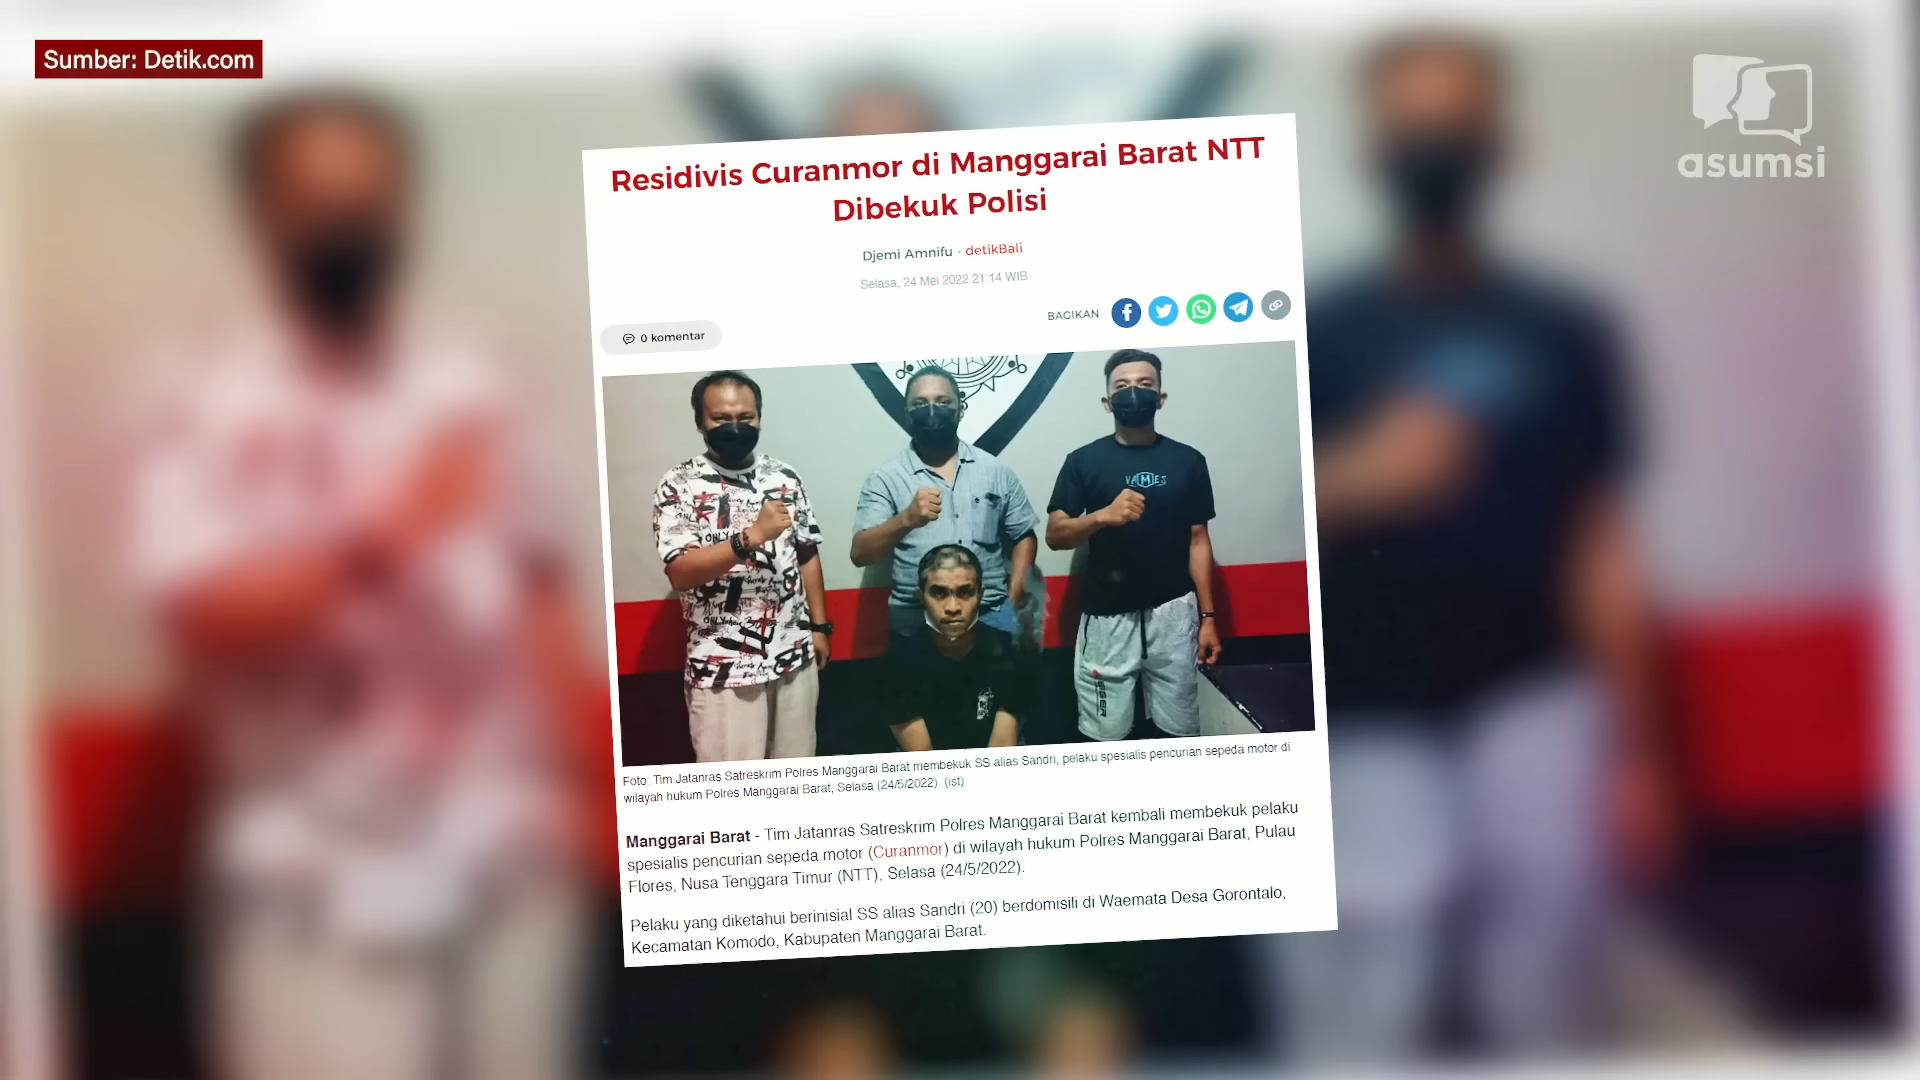 Sumber: Detik.com
asumsi
Residivis Curanmor di Manggarai Barat NTT
Dibekuk Polisi
Djemi Amnifu - detikBali
Selasa, 24 Mei 2022 21:14 WIB
BAGIKAN
0 komentar
VAMES
ONLY
Foto: Tim Jatanras Satreskrim Polres Manggarai Barat membekuk SS alias Sandri, pelaku spesialis pencurian sepeda motor di
wilayah hukum Polres Manggarai Barat, Selasa (24/5/2022). (ist)
Manggarai Barat - Tim Jatanras Satreskrim Polres Manggarai Barat kembali membekuk pelaku
spesialis pencurian sepeda motor (Curanmor) di wilayah hukum Polres Manggarai Barat, Pulau
Flores, Nusa Tenggara Timur (NTT), Selasa (24/5/2022).
Pelaku yang diketahui berinisial SS alias Sandri (20) berdomisili di Waemata Desa Gorontalo,
Kecamatan Komodo, Kabupaten Manggarai Barat.